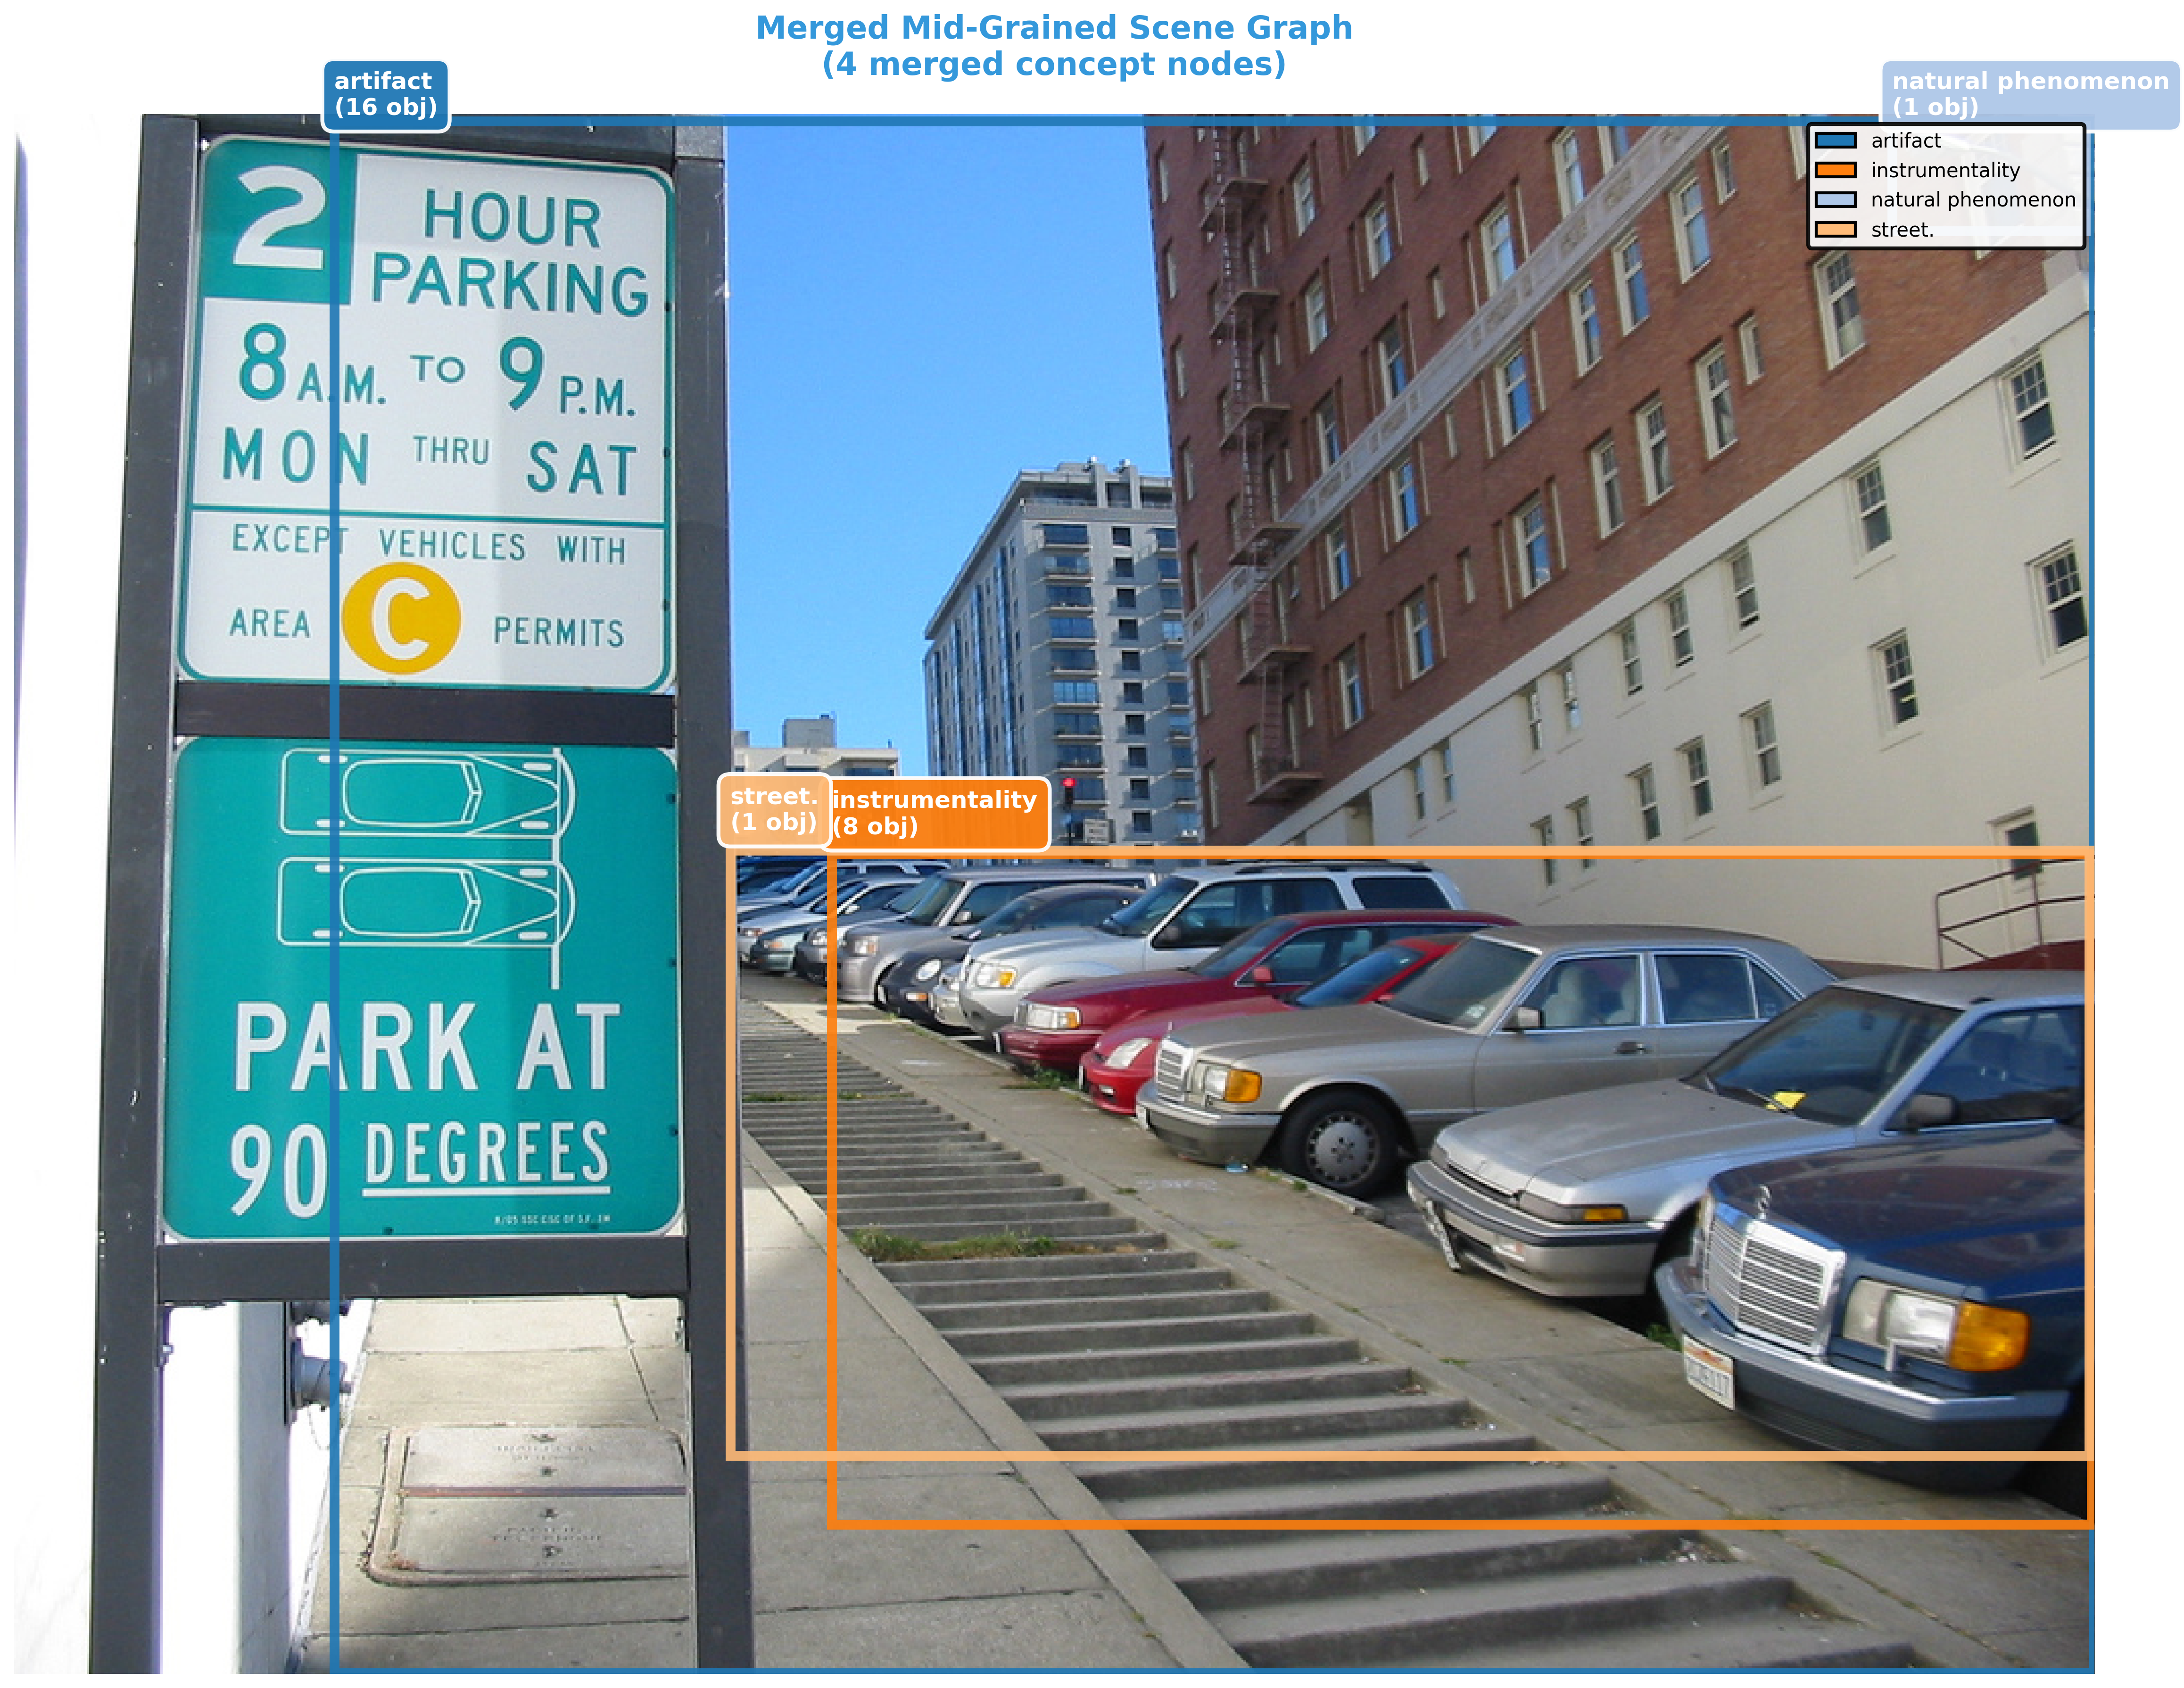 Merged Mid-Grained Scene Graph
(4 merged concept nodes)
artifact
(16 obj)
natural phenomenon
(1 obj)
artifact
instrumentality
natural phenomenon
street.
2 HOUR
PARKING
8 A.M. TO 9 P.M.
MON THRU SAT
EXCEPT VEHICLES WITH
AREA C PERMITS
street.
(1 obj)
instrumentality
(8 obj)
PARK AT
90 DEGREES